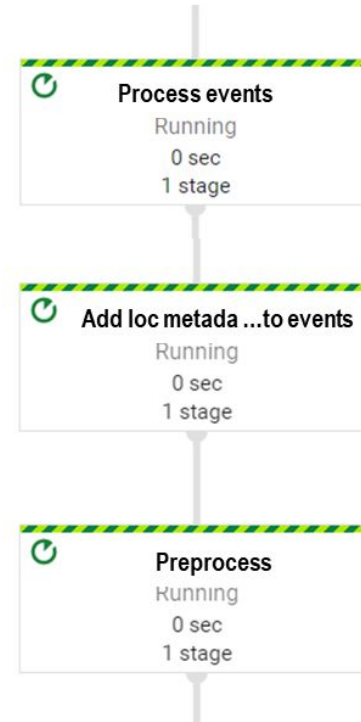 Process events
Running
0 sec
1 stage
Add loc metada ...to events
Running
0 sec
1 stage
Preprocess
Running
0 sec
1 stage